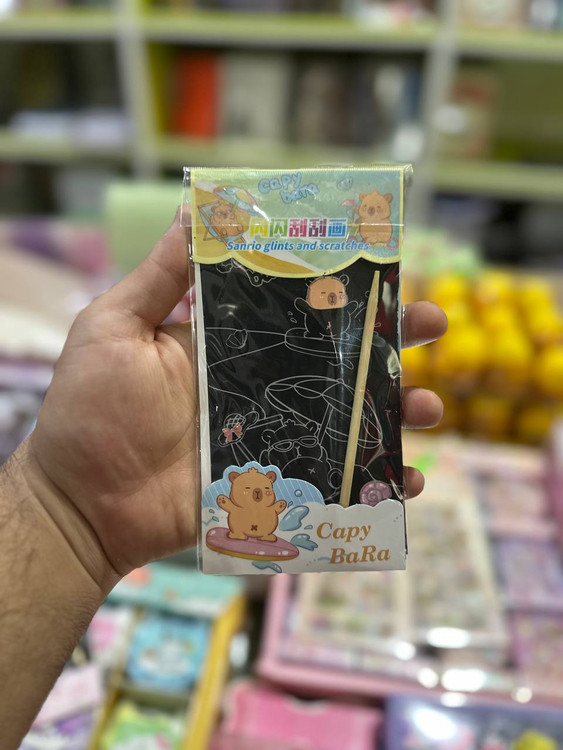 Capy
BaRa
闪闪刮刮画
Sanrio glints and scratches
Capy
BaRa